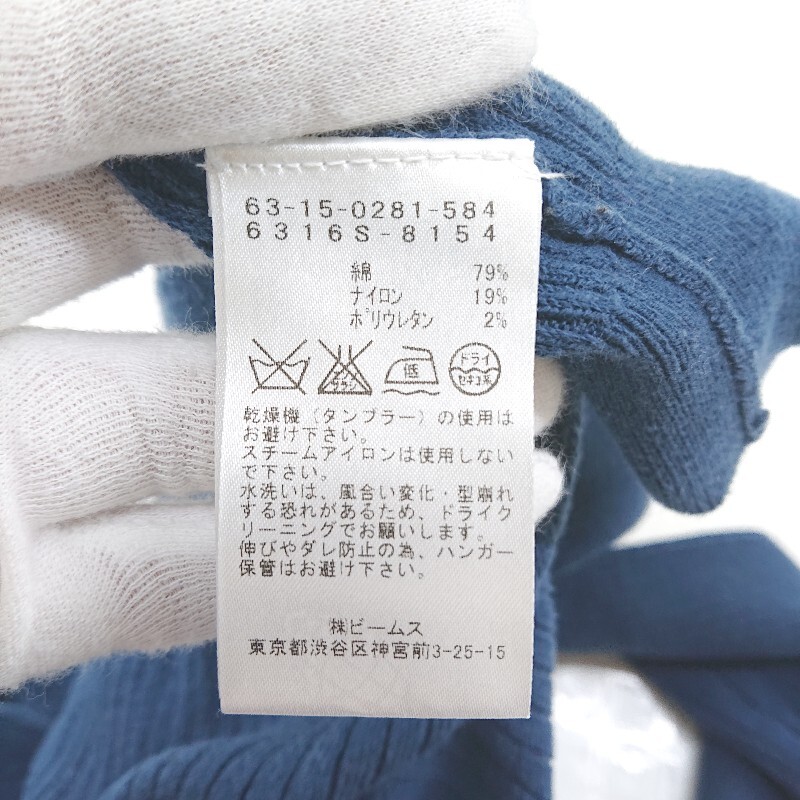 63-15-0281-584
6316S-8154
綿 79%
ナイロン 19%
ポリウレタン 2%
エンソ サラシ 低 ドライ セキユ系
乾燥機（タンブラー）の使用は
お避け下さい。
スチームアイロンは使用しない
で下さい。
水洗いは、風合い変化・型崩れ
する恐れがあるため、ドライク
リーニングでお願いします。
伸びやダレ防止の為、ハンガー
保管はお避け下さい。
㈱ビームス
東京都渋谷区神宮前3-25-15